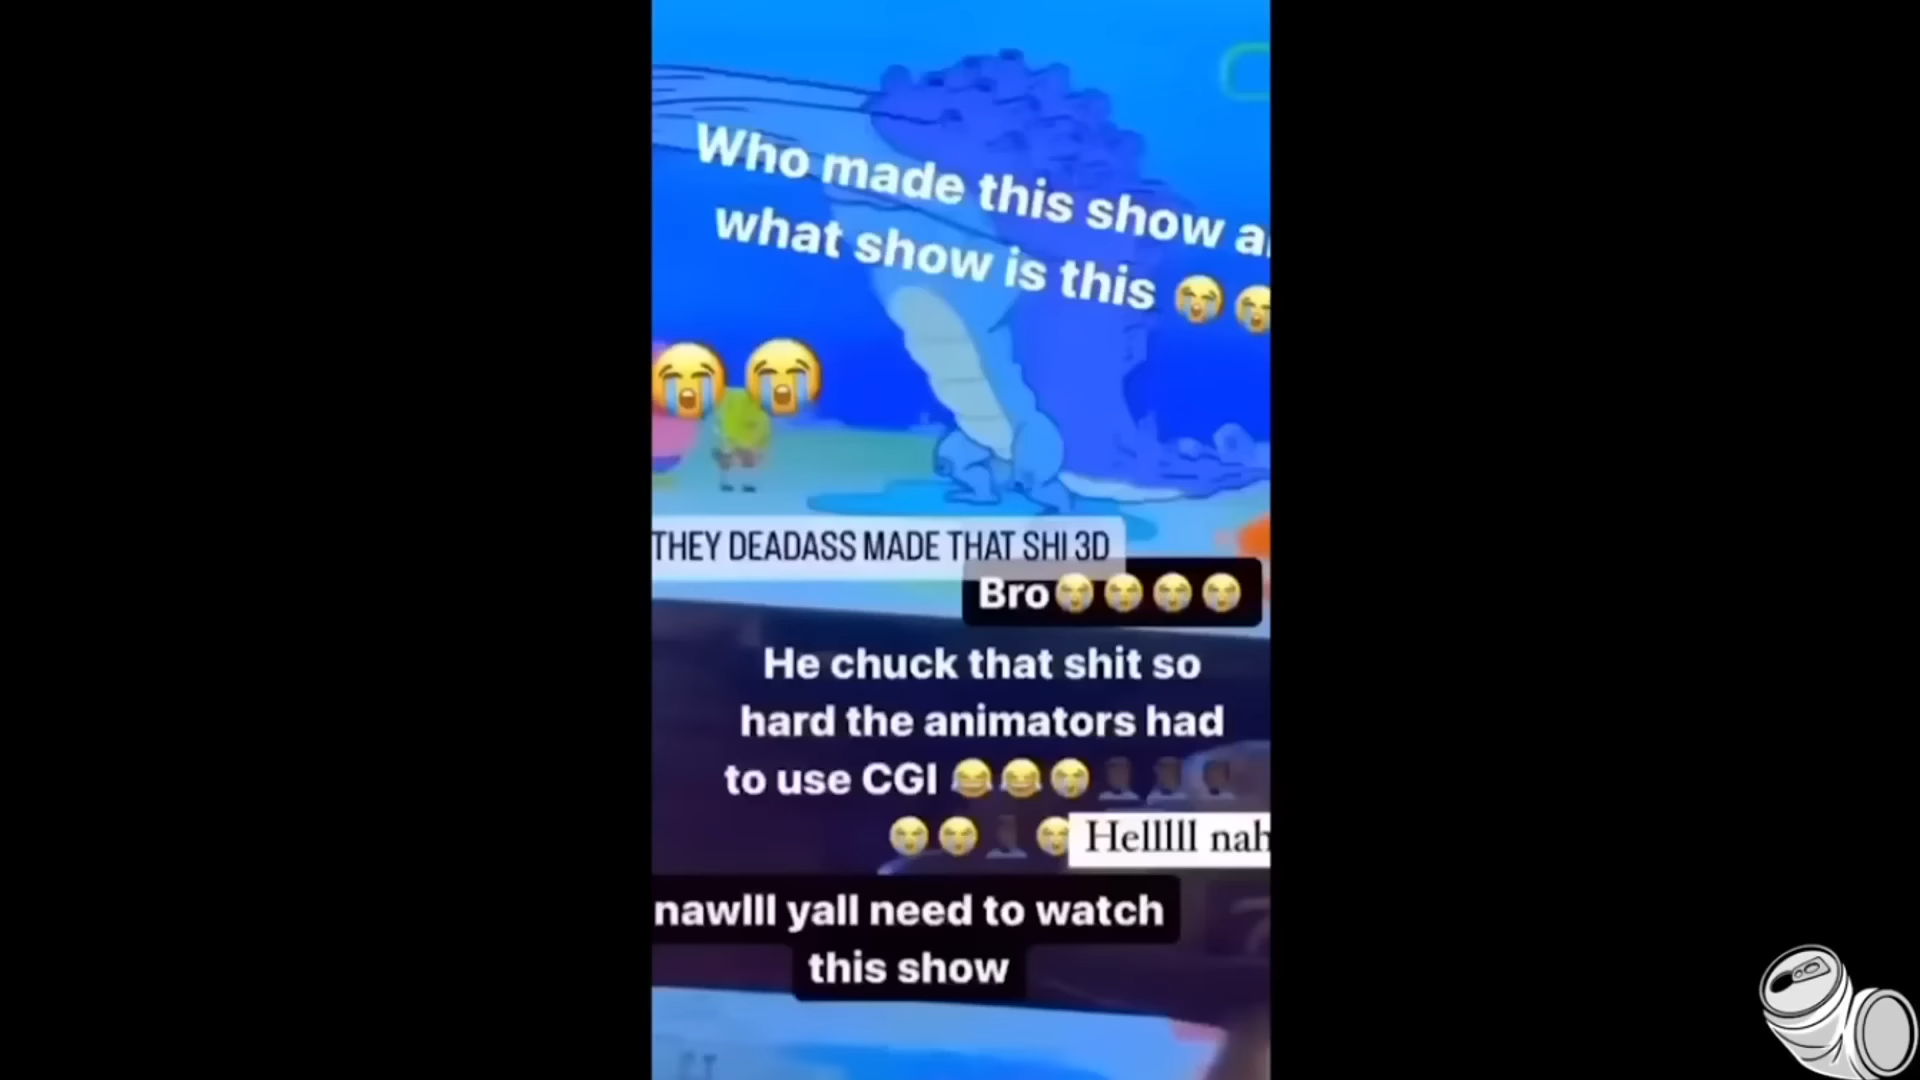 Who made this show a
what show is this 😭😭
😭😭
THEY DEADASS MADE THAT SHI 3D
Bro😭😭😭😭
He chuck that shit so
hard the animators had
to use CGI 😂😂😭
😭😭 😭
Helllll nah
nawlll yall need to watch
this show